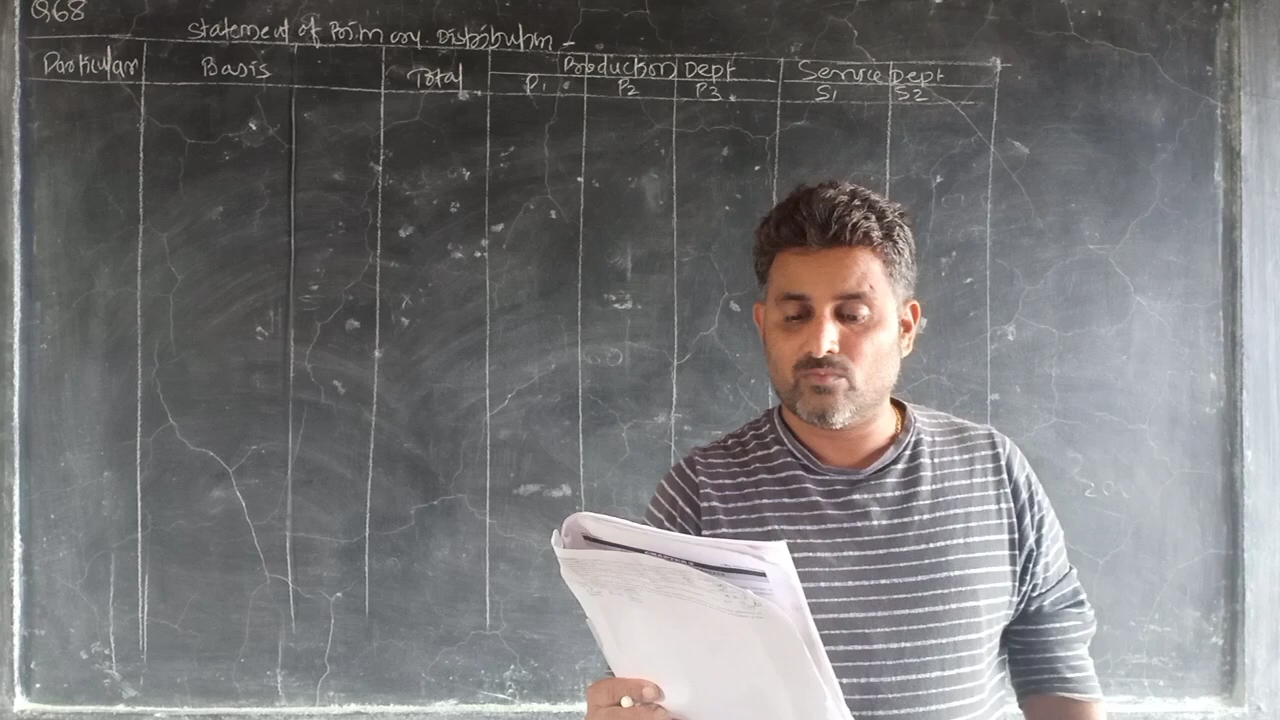 Q68
Statement of Primary Distribution -
Particular Basis Total Production Dept Service Dept
P1 P2 P3 S1 S2